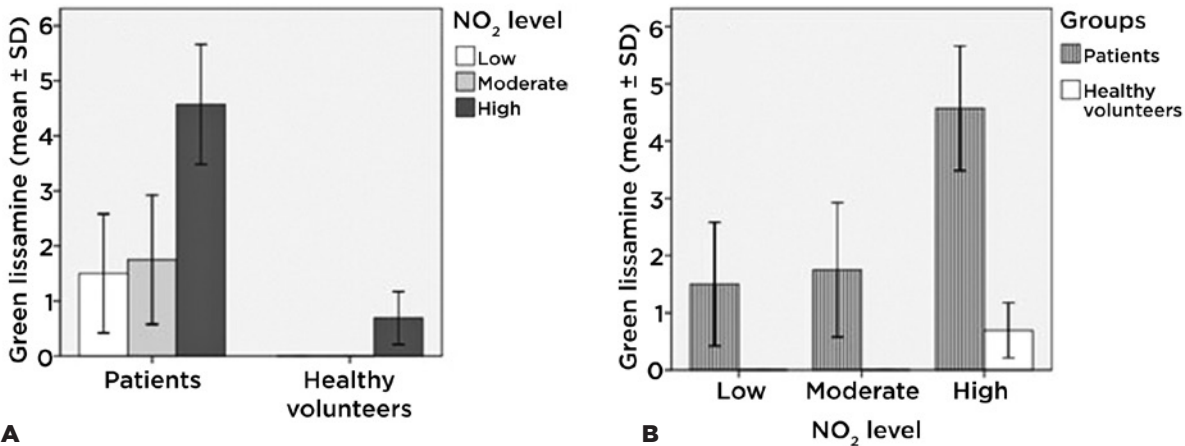 Green lissamine (mean ± SD)
6
5
4
3
2
1
0
Patients
Healthy
volunteers
NO₂ level
Low
Moderate
High
A
Green lissamine (mean ± SD)
6
5
4
3
2
1
0
Low
Moderate
High
NO₂ level
Groups
Patients
Healthy
volunteers
B